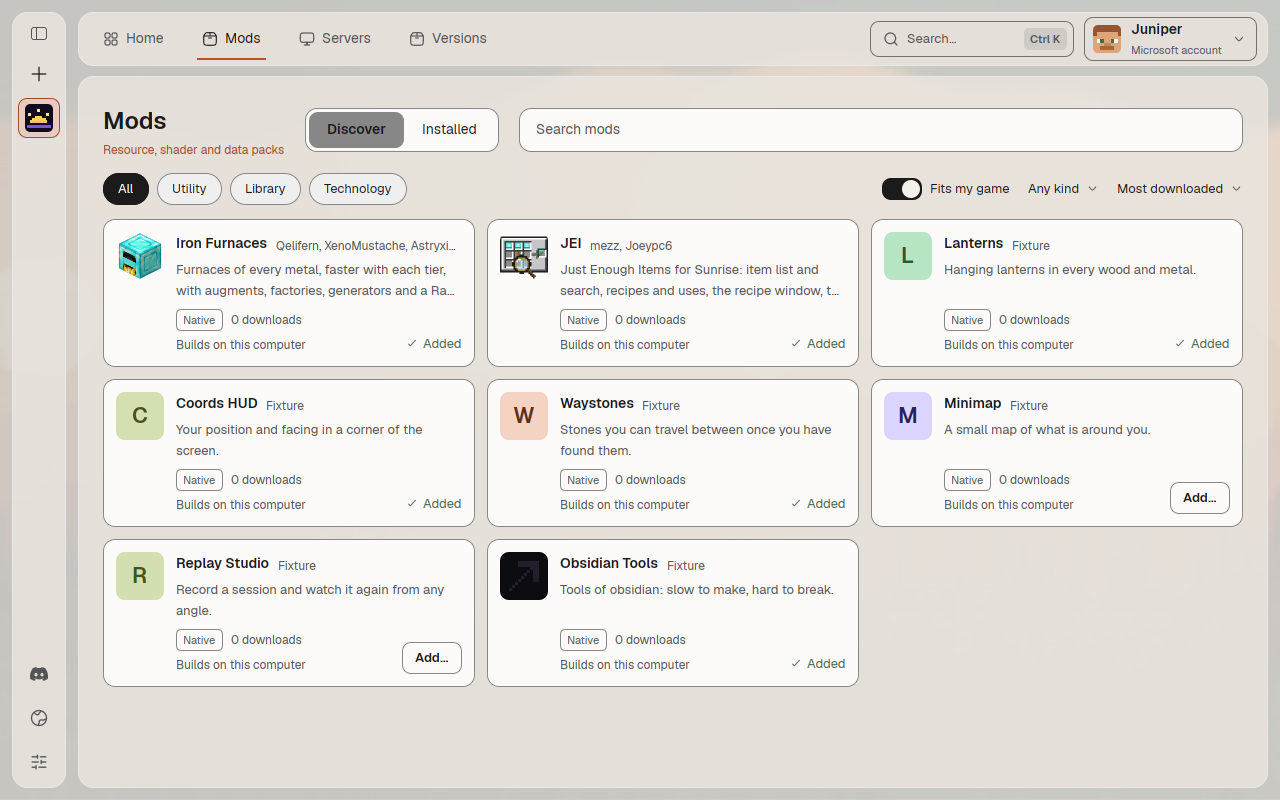 Home
Mods
Servers
Versions
Search...
Ctrl K
Juniper
Microsoft account
Mods
Resource, shader and data packs
Discover
Installed
Search mods
All
Utility
Library
Technology
Fits my game
Any kind
Most downloaded
Iron Furnaces Qelifern, XenoMustache, Astryxi...
Furnaces of every metal, faster with each tier,
with augments, factories, generators and a Ra...
Native 0 downloads
Builds on this computer
Added
JEI mezz, Joeypc6
Just Enough Items for Sunrise: item list and
search, recipes and uses, the recipe window, t...
Native 0 downloads
Builds on this computer
Added
L
Lanterns Fixture
Hanging lanterns in every wood and metal.
Native 0 downloads
Builds on this computer
Added
C
Coords HUD Fixture
Your position and facing in a corner of the
screen.
Native 0 downloads
Builds on this computer
Added
W
Waystones Fixture
Stones you can travel between once you have
found them.
Native 0 downloads
Builds on this computer
Added
M
Minimap Fixture
A small map of what is around you.
Native 0 downloads
Builds on this computer
Add...
R
Replay Studio Fixture
Record a session and watch it again from any
angle.
Native 0 downloads
Builds on this computer
Add...
Obsidian Tools Fixture
Tools of obsidian: slow to make, hard to break.
Native 0 downloads
Builds on this computer
Added